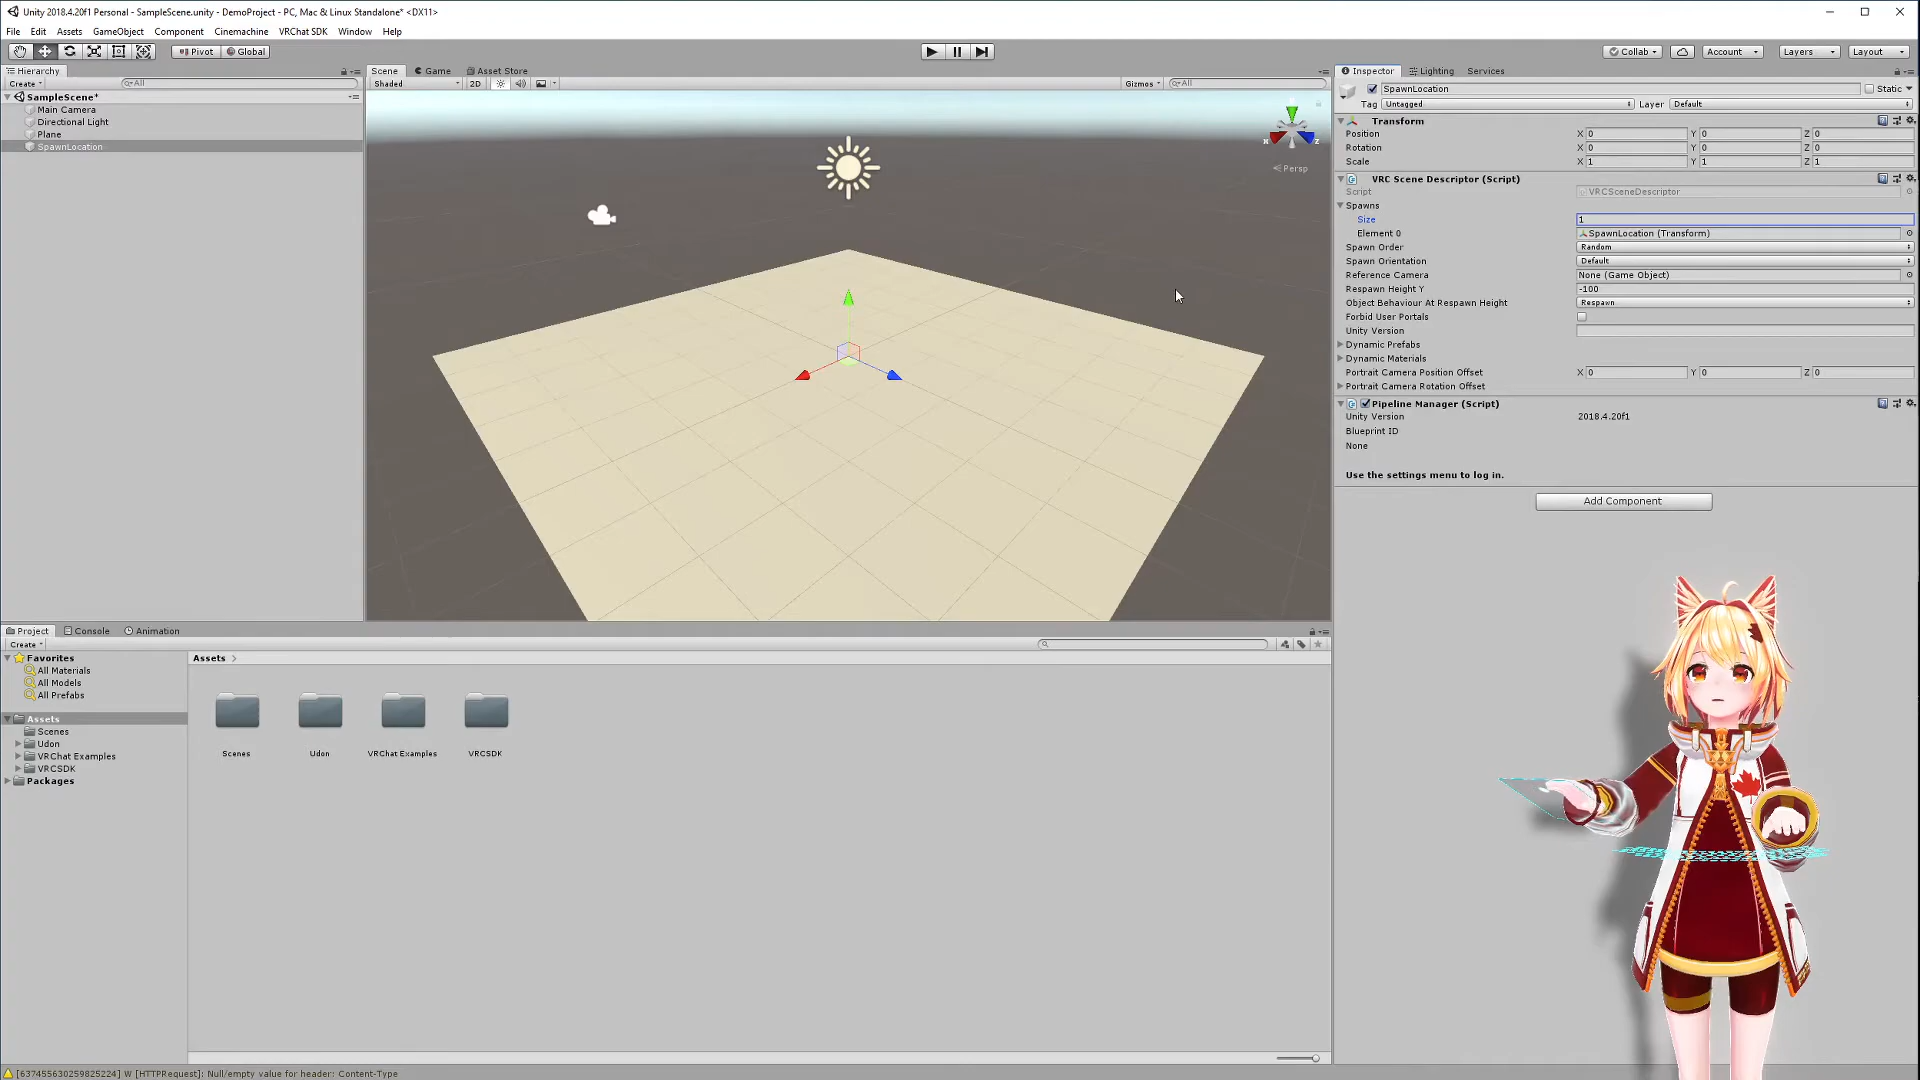 Unity 2018.4.20f1 Personal - SampleScene.unity - DemoProject - PC, Mac & Linux Standalone* <DX11>
File Edit Assets GameObject Component Cinemachine VRChat SDK Window Help
Pivot Global Collab Account Layers Layout
Hierarchy
Create All
SampleScene*
Main Camera
Directional Light
Plane
SpawnLocation
Scene Game Asset Store
Shaded 2D Gizmos All
x z
Persp
Inspector Lighting Services
SpawnLocation Static
Tag Untagged Layer Default
Transform
Position X 0 Y 0 Z 0
Rotation X 0 Y 0 Z 0
Scale X 1 Y 1 Z 1
VRC Scene Descriptor (Script)
Script VRCSceneDescriptor
Spawns
Size 1
Element 0 SpawnLocation (Transform)
Spawn Order Random
Spawn Orientation Default
Reference Camera None (Game Object)
Respawn Height Y -100
Object Behaviour At Respawn Height Respawn
Forbid User Portals
Unity Version
Dynamic Prefabs
Dynamic Materials
Portrait Camera Position Offset X 0 Y 0 Z 0
Portrait Camera Rotation Offset
Pipeline Manager (Script)
Unity Version 2018.4.20f1
Blueprint ID
None
Use the settings menu to log in.
Add Component
Project Console Animation
Create
Favorites
All Materials
All Models
All Prefabs
Assets
Scenes
Udon
VRChat Examples
VRCSDK
Packages
Assets
Scenes Udon VRChat Examples VRCSDK
[637455630259825224] W [HTTPRequest]: Null/empty value for header: Content-Type